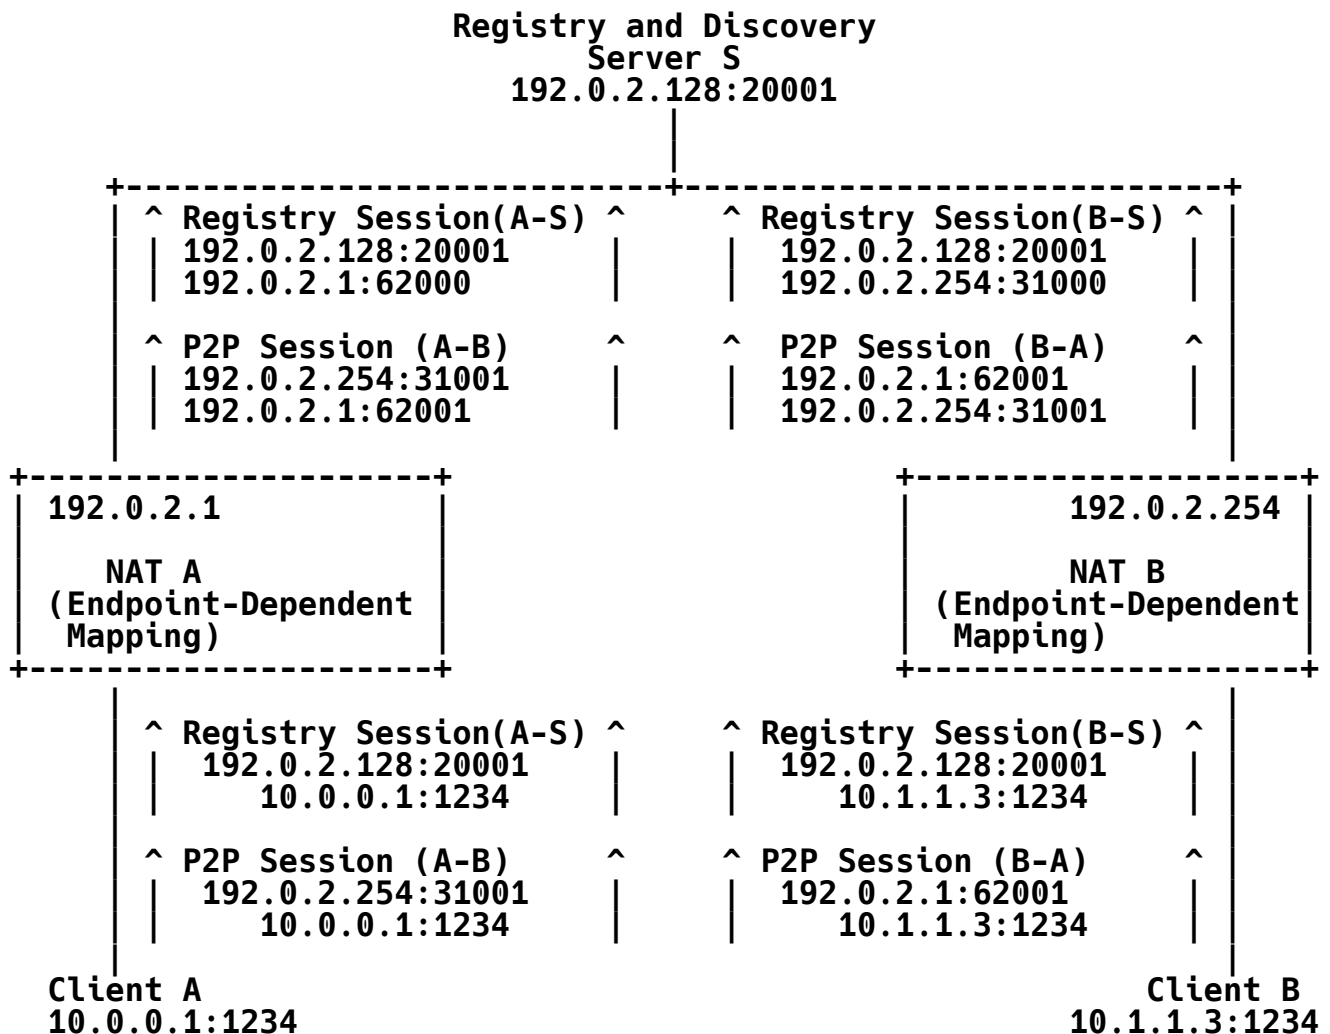 Registry and Discovery
Server S
192.0.2.128:20001
^ Registry Session(A-S) ^     ^ Registry Session(B-S) ^
192.0.2.128:20001     192.0.2.128:20001
192.0.2.1:62000     192.0.2.254:31000
^ P2P Session (A-B) ^     ^ P2P Session (B-A) ^
192.0.2.254:31001     192.0.2.1:62001
192.0.2.1:62001     192.0.2.254:31001
192.0.2.1     192.0.2.254
NAT A     NAT B
(Endpoint-Dependent     (Endpoint-Dependent
Mapping)     Mapping)
^ Registry Session(A-S) ^     ^ Registry Session(B-S) ^
192.0.2.128:20001     192.0.2.128:20001
10.0.0.1:1234     10.1.1.3:1234
^ P2P Session (A-B) ^     ^ P2P Session (B-A) ^
192.0.2.254:31001     192.0.2.1:62001
10.0.0.1:1234     10.1.1.3:1234
Client A     Client B
10.0.0.1:1234     10.1.1.3:1234